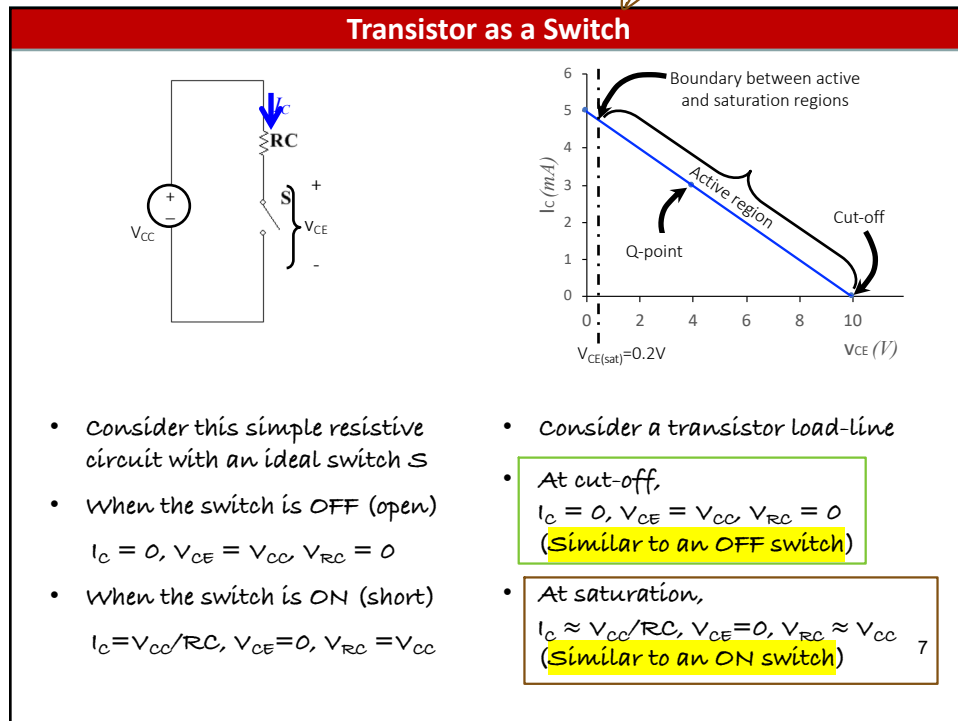 Transistor as a Switch
I_C
RC
S
+
V_CE
-
+
–
V_CC
6
5
4
3
2
1
0
I_C (mA)
Boundary between active
and saturation regions
Active region
Q-point
Cut-off
0 2 4 6 8 10
V_CE(sat)=0.2V
V_CE (V)
• Consider this simple resistive
circuit with an ideal switch S
• When the switch is OFF (open)
I_C = 0, V_CE = V_CC, V_RC = 0
• When the switch is ON (short)
I_C=V_CC/RC, V_CE=0, V_RC =V_CC
• Consider a transistor load-line
• At cut-off,
I_C = 0, V_CE = V_CC, V_RC = 0
(Similar to an OFF switch)
• At saturation,
I_C ≈ V_CC/RC, V_CE=0, V_RC ≈ V_CC
(Similar to an ON switch)
7